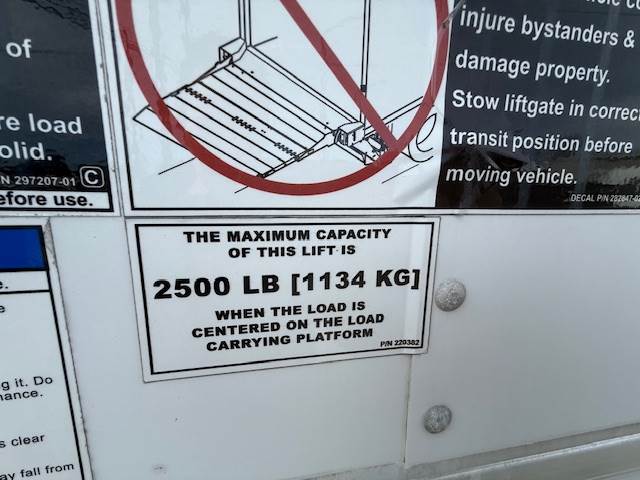 of
re load
olid.
N 297207-01 C
efore use.
injure bystanders &
damage property.
Stow liftgate in correc
transit position before
moving vehicle.
DECAL P/N 282847-02
THE MAXIMUM CAPACITY
OF THIS LIFT IS
2500 LB [1134 KG]
WHEN THE LOAD IS
CENTERED ON THE LOAD
CARRYING PLATFORM
P/N 220382
e.
e
g it. Do
nance.
s clear
ay fall from